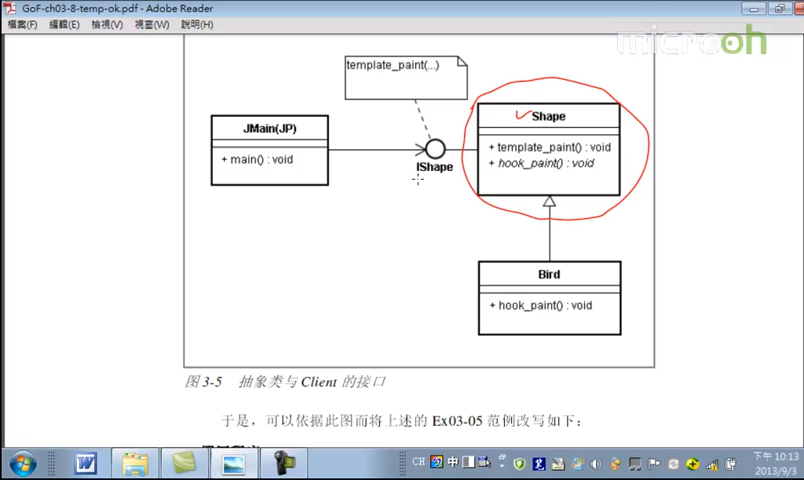 GoF-ch03-8-temp-ok.pdf - Adobe Reader
檔案(F) 編輯(E) 檢視(V) 視窗(W) 說明(H)
microoh
template_paint(...)
JMain(JP)
+ main() : void
IShape
Shape
+ template_paint() : void
+ hook_paint() : void
Bird
+ hook_paint() : void
图 3-5 抽象类与 Client 的接口
于是，可以依据此图而将上述的 Ex03-05 范例改写如下：
CH 中
下午 10:13
2013/9/3